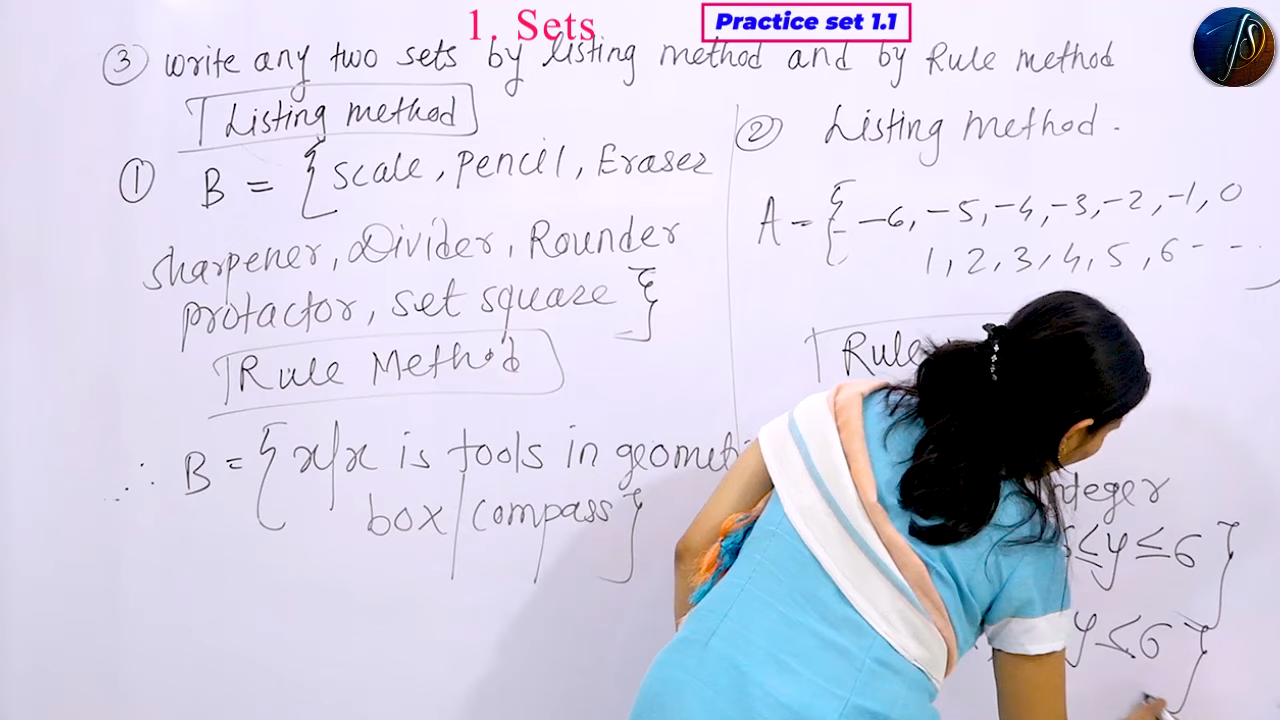 1. Sets
Practice set 1.1
③ write any two sets by listing method and by Rule method
Listing method
① B = { scale, Pencil, Eraser
sharpener, Divider, Rounder
protactor, set square }
Rule Method
∴ B = { x/x is tools in geomet
box/compass }
② Listing method.
A = { -6, -5, -4, -3, -2, -1, 0
1, 2, 3, 4, 5, 6 - - .
Rule
nteger
≤ y ≤ 6 }
y ≤ 6 }